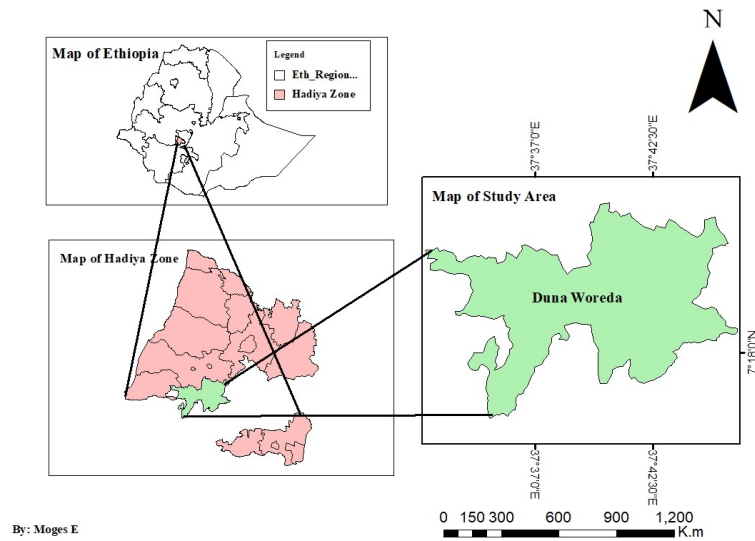 N
Map of Ethiopia
Legend
Eth_Region...
Hadiya Zone
37°37'0"E
37°42'30"E
Map of Study Area
Duna Woreda
7°18'0"N
37°37'0"E
37°42'30"E
Map of Hadiya Zone
By: Moges E
0 150 300 600 900 1,200
K.m